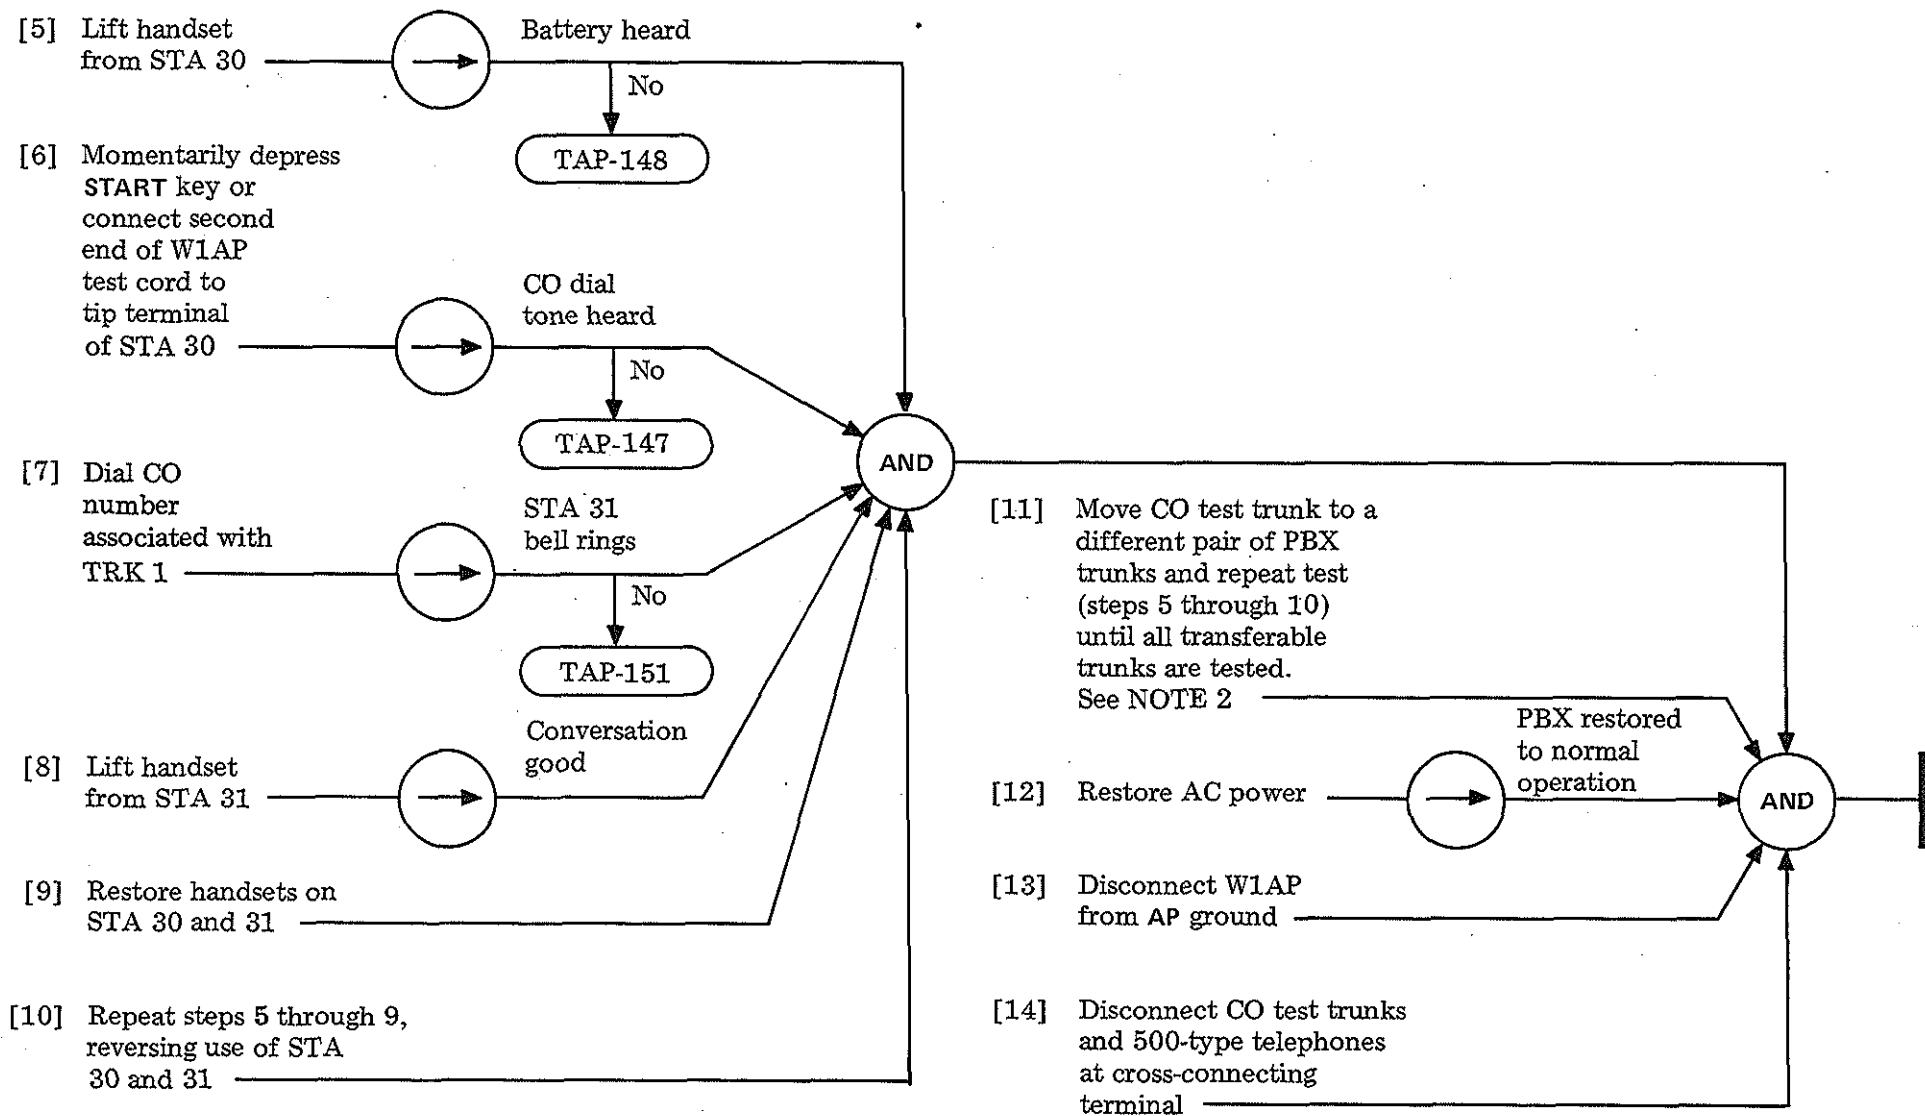 [5] Lift handset
from STA 30
Battery heard
No
TAP-148
[6] Momentarily depress
START key or
connect second
end of W1AP
test cord to
tip terminal
of STA 30
CO dial
tone heard
No
TAP-147
[7] Dial CO
number
associated with
TRK 1
STA 31
bell rings
No
TAP-151
[8] Lift handset
from STA 31
Conversation
good
[9] Restore handsets on
STA 30 and 31
[10] Repeat steps 5 through 9,
reversing use of STA
30 and 31
AND
[11] Move CO test trunk to a
different pair of PBX
trunks and repeat test
(steps 5 through 10)
until all transferable
trunks are tested.
See NOTE 2
[12] Restore AC power
PBX restored
to normal
operation
AND
[13] Disconnect W1AP
from AP ground
[14] Disconnect CO test trunks
and 500-type telephones
at cross-connecting
terminal